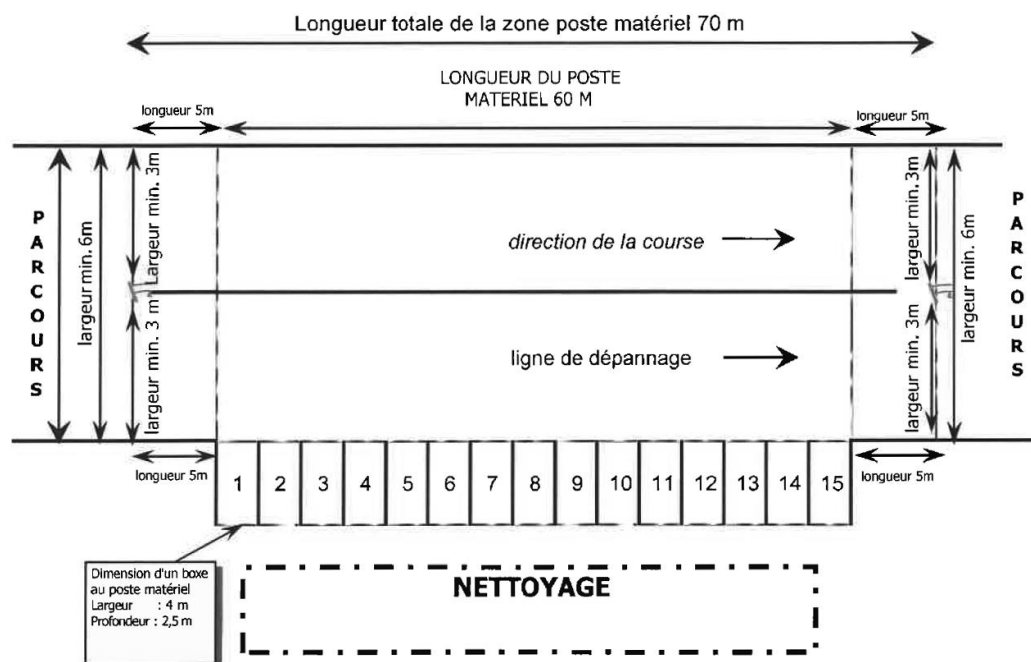 Longueur totale de la zone poste matériel 70 m
LONGUEUR DU POSTE
MATERIEL 60 M
longueur 5m
longueur 5m
PARCOURS
largeur min. 6m
Largeur min. 3m
largeur min. 3 m
direction de la course
ligne de dépannage
largeur min. 3m
largeur min. 3m
largeur min. 6m
PARCOURS
longueur 5m
1 2 3 4 5 6 7 8 9 10 11 12 13 14 15
longueur 5m
Dimension d'un boxe
au poste matériel
Largeur : 4 m
Profondeur : 2,5 m
NETTOYAGE